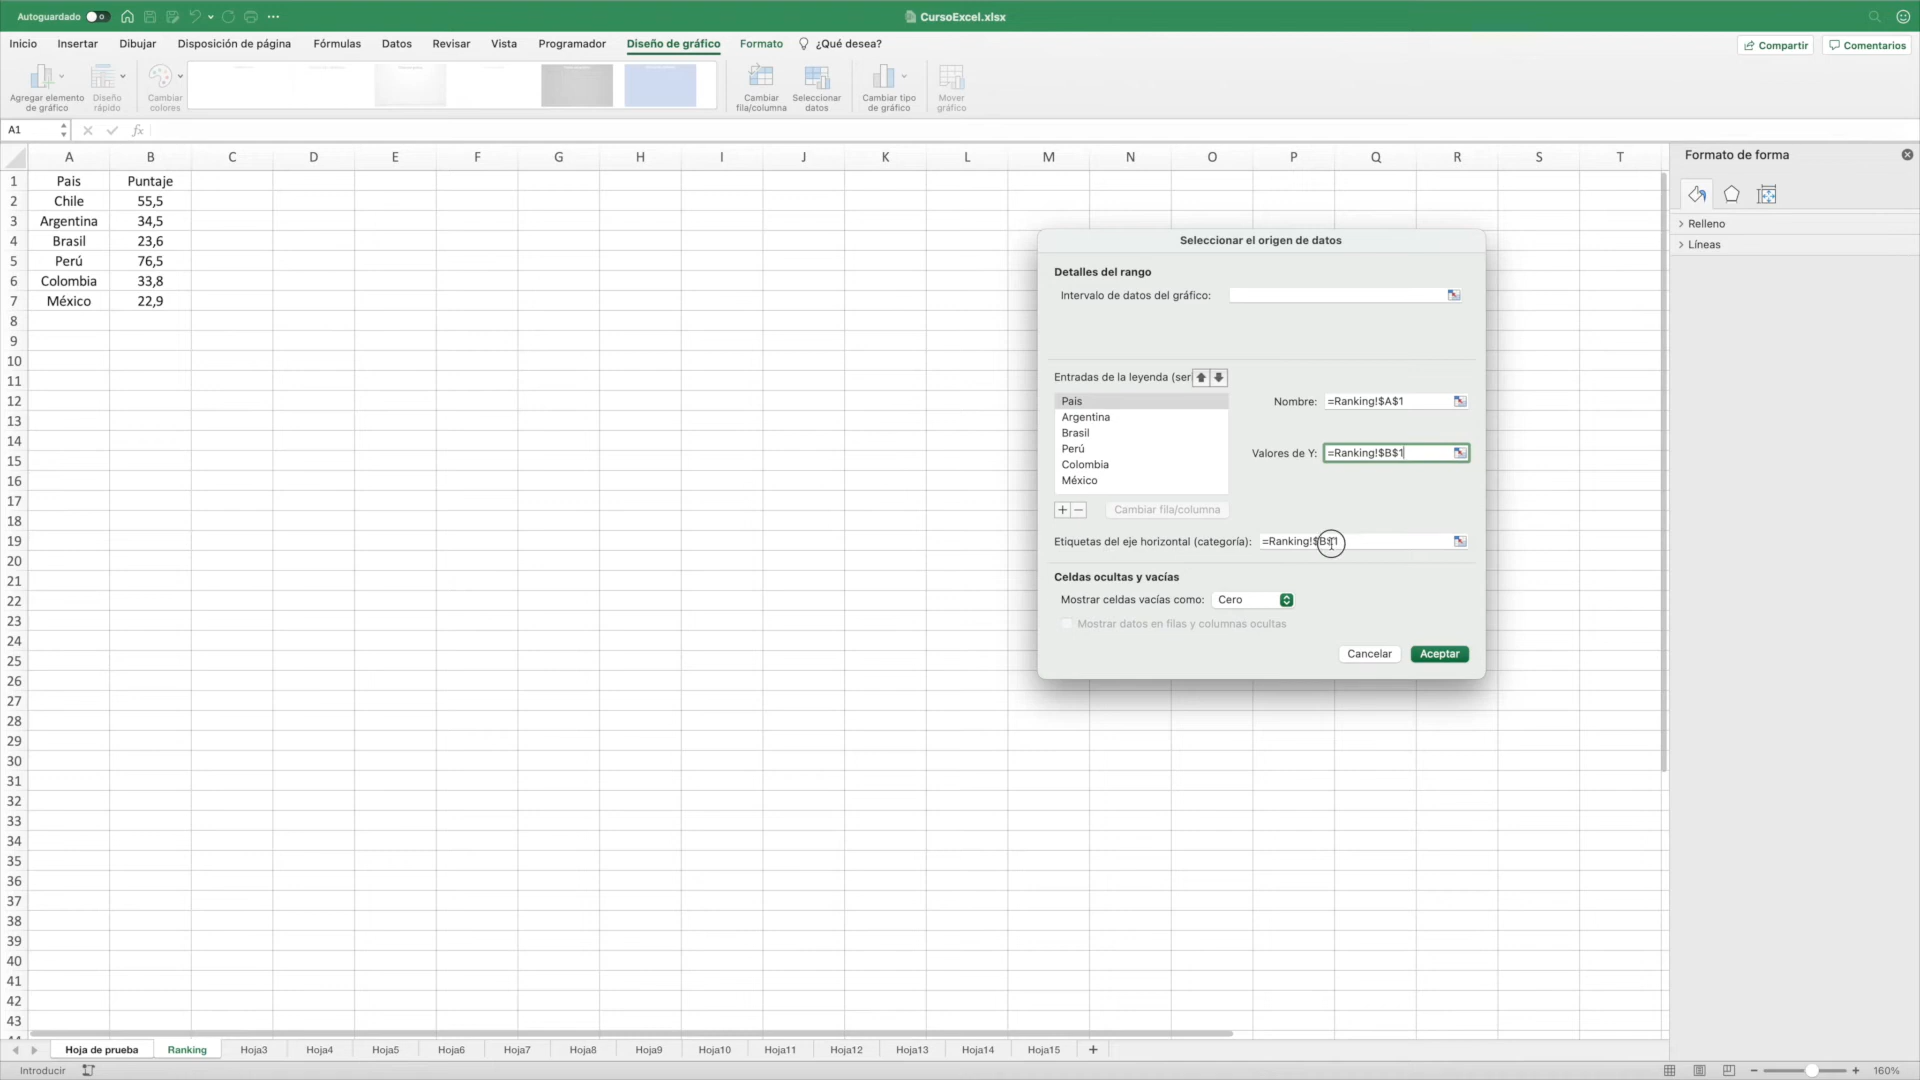 Autoguardado
CursoExcel.xlsx
Inicio Insertar Dibujar Disposición de página Fórmulas Datos Revisar Vista Programador Diseño de gráfico Formato ¿Qué desea? Compartir Comentarios
Agregar elemento de gráfico
Diseño rápido
Cambiar colores
Cambiar fila/columna
Seleccionar datos
Cambiar tipo de gráfico
Mover gráfico
A1 fx
A B C D E F G H I J K L M N O P Q R S T
1 Pais Puntaje
2 Chile 55,5
3 Argentina 34,5
4 Brasil 23,6
5 Perú 76,5
6 Colombia 33,8
7 México 22,9
8
9
10
11
12
13
14
15
16
17
18
19
20
21
22
23
24
25
26
27
28
29
30
31
32
33
34
35
36
37
38
39
40
41
42
43
Seleccionar el origen de datos
Detalles del rango
Intervalo de datos del gráfico:
Entradas de la leyenda (ser
Pais
Argentina
Brasil
Perú
Colombia
México
Nombre: =Ranking!$A$1
Valores de Y: =Ranking!$B$1
+ − Cambiar fila/columna
Etiquetas del eje horizontal (categoría): =Ranking!$B$1
Celdas ocultas y vacías
Mostrar celdas vacías como: Cero
Mostrar datos en filas y columnas ocultas
Cancelar Aceptar
Formato de forma
Relleno
Líneas
Hoja de prueba Ranking Hoja3 Hoja4 Hoja5 Hoja6 Hoja7 Hoja8 Hoja9 Hoja10 Hoja11 Hoja12 Hoja13 Hoja14 Hoja15 +
Introducir − + 160%